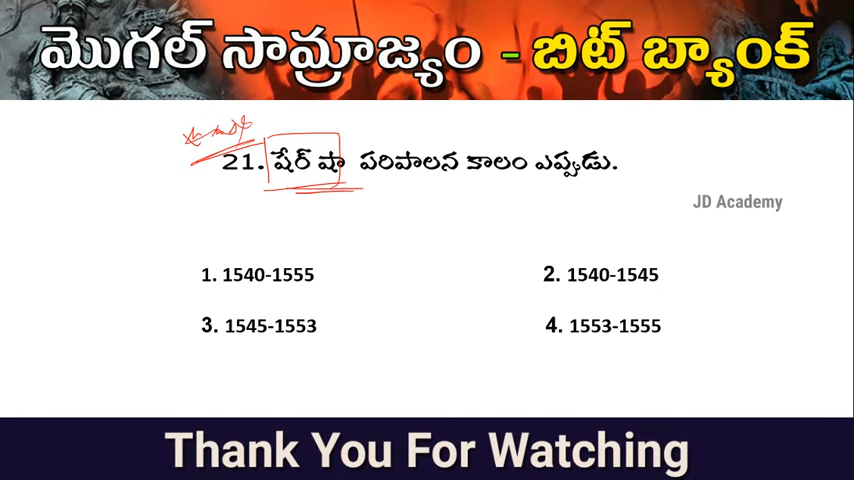 మొగల్ సామ్రాజ్యం - బిట్ బ్యాంక్
21. షేర్ షా పరిపాలన కాలం ఎప్పుడు.
JD Academy
1. 1540-1555
2. 1540-1545
3. 1545-1553
4. 1553-1555
Thank You For Watching